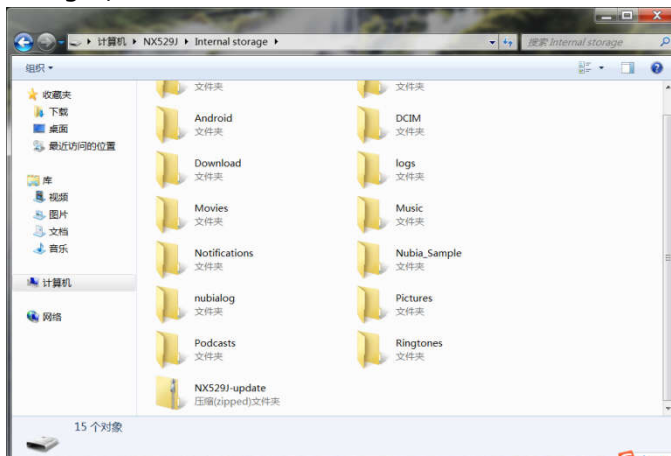 计算机 ▸ NX529J ▸ Internal storage ▸
搜索 Internal storage
组织
收藏夹
下载
桌面
最近访问的位置
库
视频
图片
文档
音乐
计算机
网络
文件夹
文件夹
Android
文件夹
DCIM
文件夹
Download
文件夹
logs
文件夹
Movies
文件夹
Music
文件夹
Notifications
文件夹
Nubia_Sample
文件夹
nubialog
文件夹
Pictures
文件夹
Podcasts
文件夹
Ringtones
文件夹
NX529J-update
压缩(zipped)文件夹
15 个对象